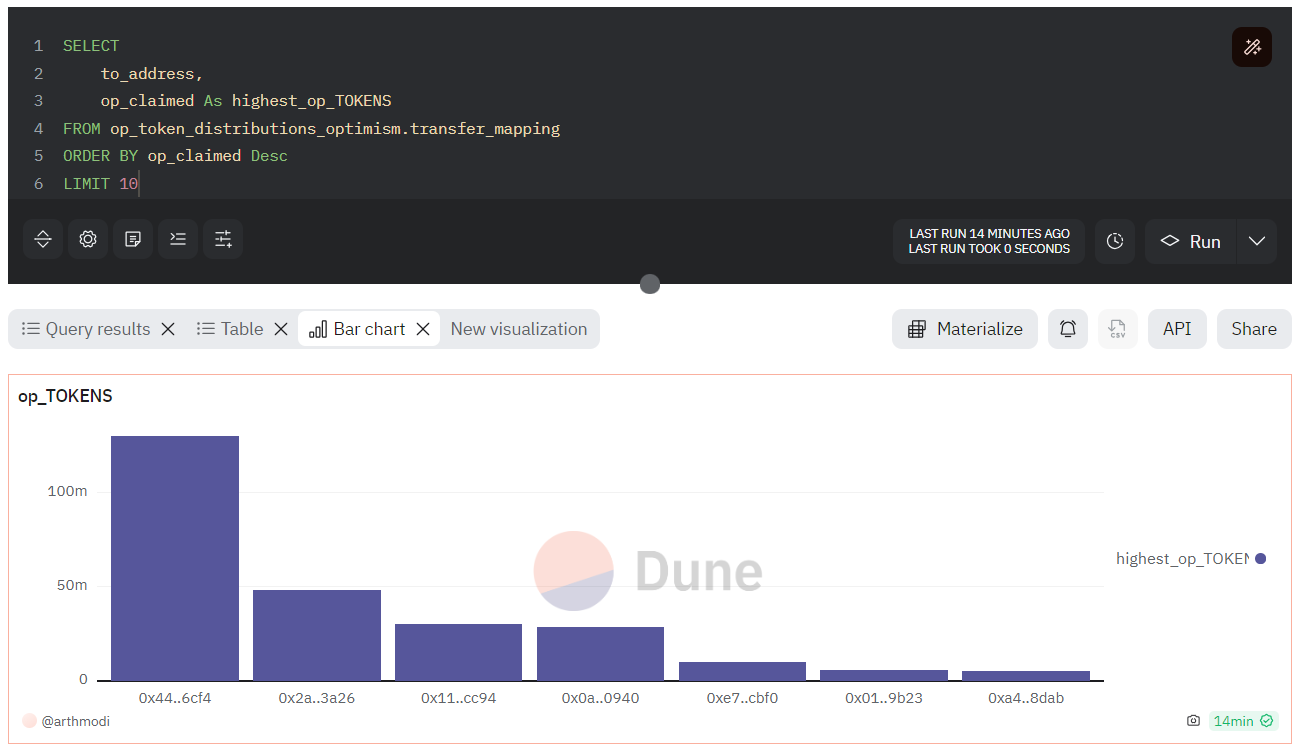 1 SELECT
2 to_address,
3 op_claimed As highest_op_TOKENS
4 FROM op_token_distributions_optimism.transfer_mapping
5 ORDER BY op_claimed Desc
6 LIMIT 10
LAST RUN 14 MINUTES AGO
LAST RUN TOOK 0 SECONDS
Run
Query results Table Bar chart New visualization
Materialize CSV API Share
op_TOKENS
100m
50m
0
Dune
highest_op_TOKEN
0x44..6cf4 0x2a..3a26 0x11..cc94 0x0a..0940 0xe7..cbf0 0x01..9b23 0xa4..8dab
@arthmodi
14min